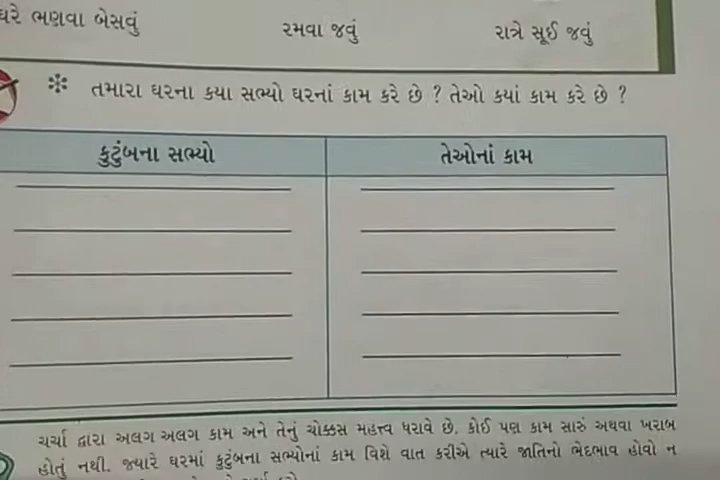 ઘરે ભણવા બેસવું રમવા જવું રાત્રે સૂઈ જવું
* તમારા ઘરના કયા સભ્યો ઘરનાં કામ કરે છે ? તેઓ કયાં કામ કરે છે ?
કુટુંબના સભ્યો તેઓનાં કામ
ચર્ચા દ્વારા અલગ અલગ કામ અને તેનું ચોક્કસ મહત્ત્વ ધરાવે છે. કોઈ પણ કામ સારું અથવા ખરાબ
હોતું નથી. જ્યારે ઘરમાં કુટુંબના સભ્યોનાં કામ વિશે વાત કરીએ ત્યારે જાતિનો ભેદભાવ હોવો ન